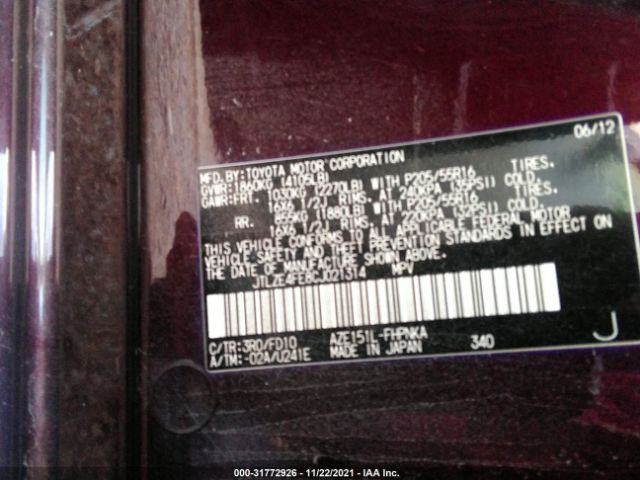 06/12
MFD.BY:TOYOTA MOTOR CORPORATION
GVWR:1860KG (4105LB)
GAWR:FRT. 1030KG (2270LB) WITH P205/55R16 TIRES.
16X6 1/2J RIMS. AT 240KPA (35PSI) COLD.
RR. 855KG (1880LB) WITH P205/55R16 TIRES.
16X6 1/2J RIMS. AT 220KPA (32PSI) COLD.
THIS VEHICLE CONFORMS TO ALL APPLICABLE FEDERAL MOTOR
VEHICLE SAFETY AND THEFT PREVENTION STANDARDS IN EFFECT ON
THE DATE OF MANUFACTURE SHOWN ABOVE.
JTLZE4FE8CJ021314 MPV
C/TR:3R0/FD10 AZE151L-FHPNKA
A/TM:-02A/U241E MADE IN JAPAN 340
J
000-31772926 - 11/22/2021 - IAA Inc.